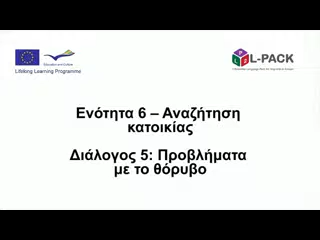 Education and Culture
Lifelong Learning Programme
L-PACK
Ενότητα 6 – Αναζήτηση
κατοικίας
Διάλογος 5: Προβλήματα
με το θόρυβο